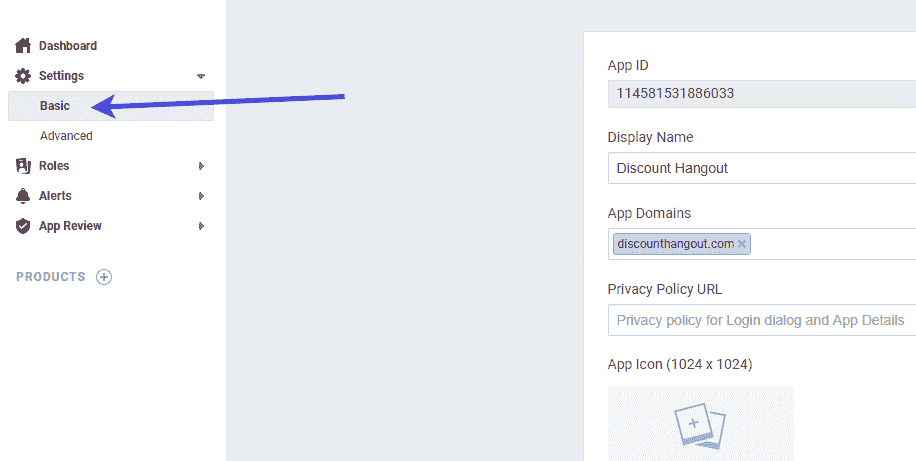 Dashboard
Settings
Basic
Advanced
Roles
Alerts
App Review
PRODUCTS
App ID
114581531886033
Display Name
Discount Hangout
App Domains
discounthangout.com
Privacy Policy URL
Privacy policy for Login dialog and App Details
App Icon (1024 x 1024)